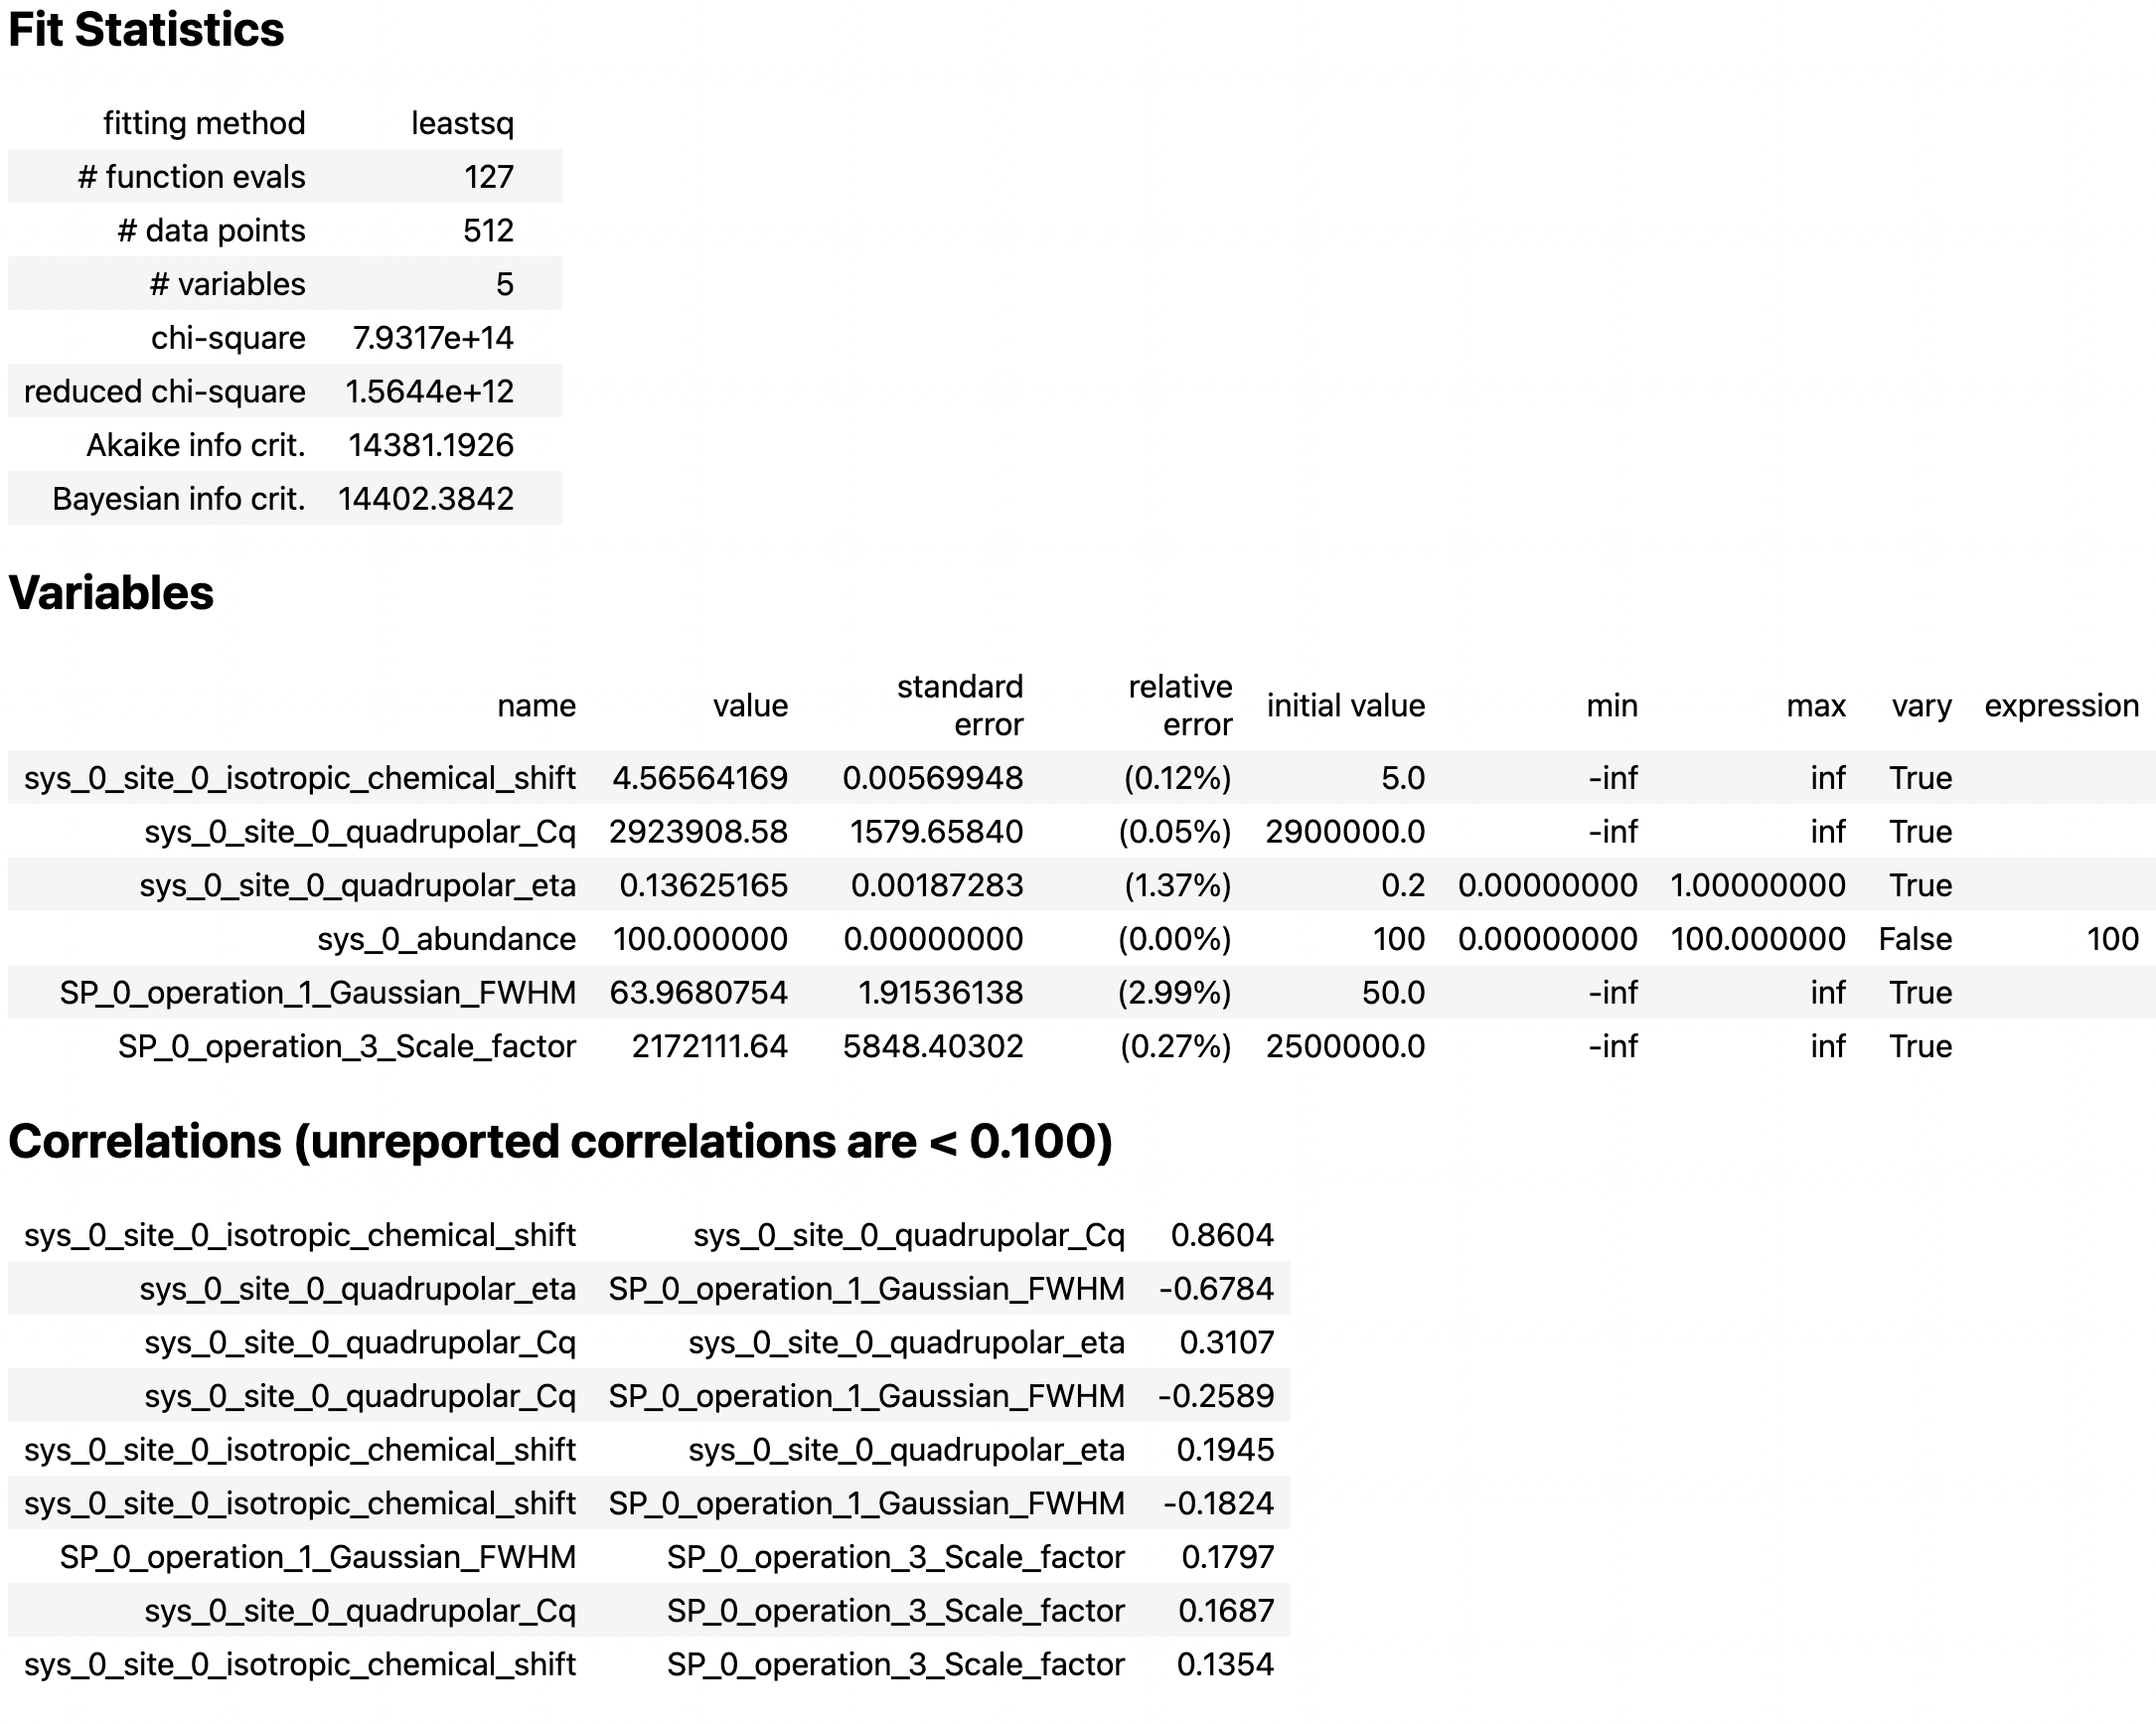 Fit Statistics
fitting method leastsq
# function evals 127
# data points 512
# variables 5
chi-square 7.9317e+14
reduced chi-square 1.5644e+12
Akaike info crit. 14381.1926
Bayesian info crit. 14402.3842
Variables
name value standard error relative error initial value min max vary expression
sys_0_site_0_isotropic_chemical_shift 4.56564169 0.00569948 (0.12%) 5.0 -inf inf True
sys_0_site_0_quadrupolar_Cq 2923908.58 1579.65840 (0.05%) 2900000.0 -inf inf True
sys_0_site_0_quadrupolar_eta 0.13625165 0.00187283 (1.37%) 0.2 0.00000000 1.00000000 True
sys_0_abundance 100.000000 0.00000000 (0.00%) 100 0.00000000 100.000000 False 100
SP_0_operation_1_Gaussian_FWHM 63.9680754 1.91536138 (2.99%) 50.0 -inf inf True
SP_0_operation_3_Scale_factor 2172111.64 5848.40302 (0.27%) 2500000.0 -inf inf True
Correlations (unreported correlations are < 0.100)
sys_0_site_0_isotropic_chemical_shift sys_0_site_0_quadrupolar_Cq 0.8604
sys_0_site_0_quadrupolar_eta SP_0_operation_1_Gaussian_FWHM -0.6784
sys_0_site_0_quadrupolar_Cq sys_0_site_0_quadrupolar_eta 0.3107
sys_0_site_0_quadrupolar_Cq SP_0_operation_1_Gaussian_FWHM -0.2589
sys_0_site_0_isotropic_chemical_shift sys_0_site_0_quadrupolar_eta 0.1945
sys_0_site_0_isotropic_chemical_shift SP_0_operation_1_Gaussian_FWHM -0.1824
SP_0_operation_1_Gaussian_FWHM SP_0_operation_3_Scale_factor 0.1797
sys_0_site_0_quadrupolar_Cq SP_0_operation_3_Scale_factor 0.1687
sys_0_site_0_isotropic_chemical_shift SP_0_operation_3_Scale_factor 0.1354